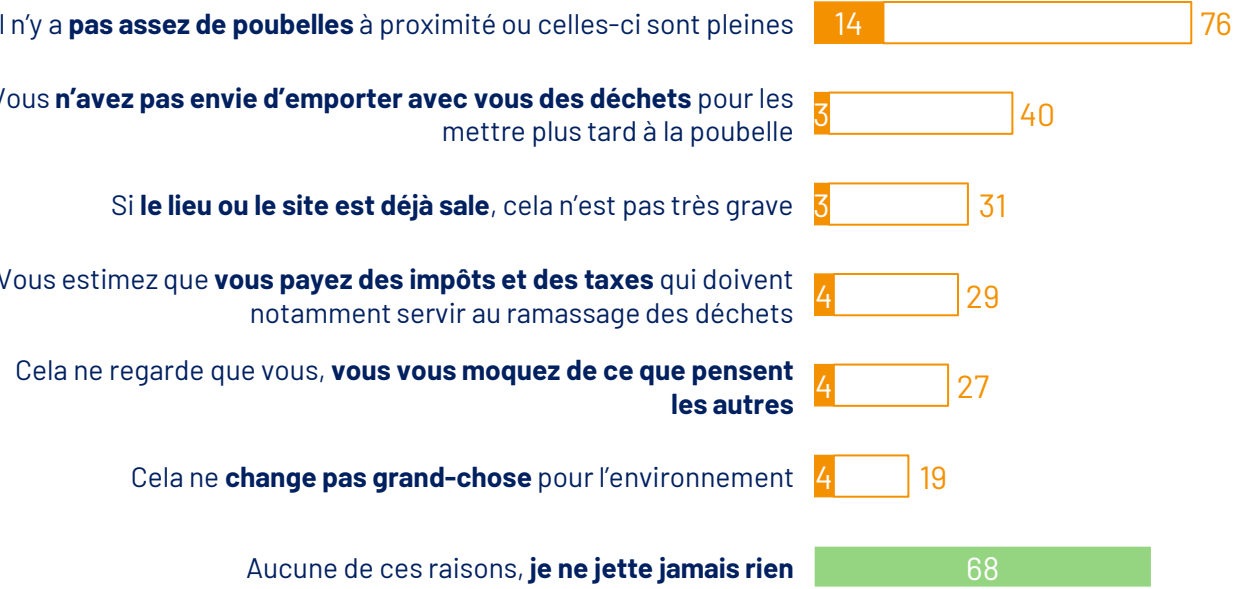 l n’y a pas assez de poubelles à proximité ou celles-ci sont pleines 14 76
Vous n’avez pas envie d’emporter avec vous des déchets pour les
mettre plus tard à la poubelle 3 40
Si le lieu ou le site est déjà sale, cela n’est pas très grave 3 31
Vous estimez que vous payez des impôts et des taxes qui doivent
notamment servir au ramassage des déchets 4 29
Cela ne regarde que vous, vous vous moquez de ce que pensent
les autres 4 27
Cela ne change pas grand-chose pour l’environnement 4 19
Aucune de ces raisons, je ne jette jamais rien 68